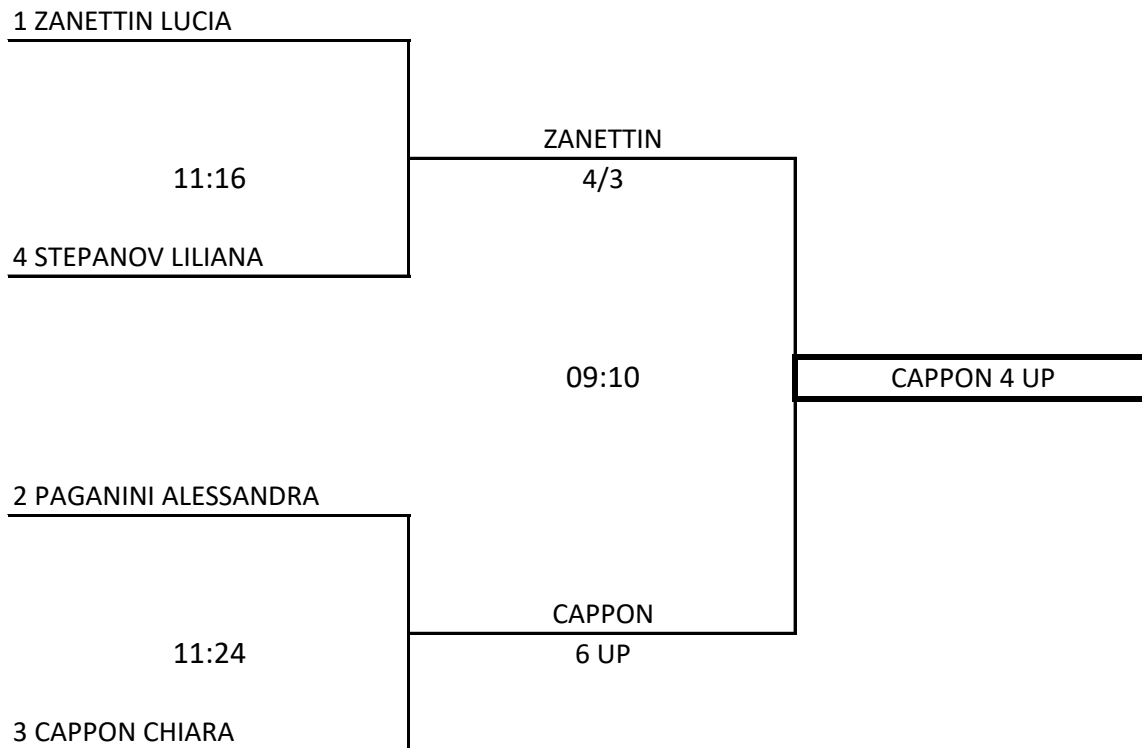 1 ZANETTIN LUCIA
ZANETTIN
11:16
4/3
4 STEPANOV LILIANA
09:10
CAPPON 4 UP
2 PAGANINI ALESSANDRA
CAPPON
11:24
6 UP
3 CAPPON CHIARA